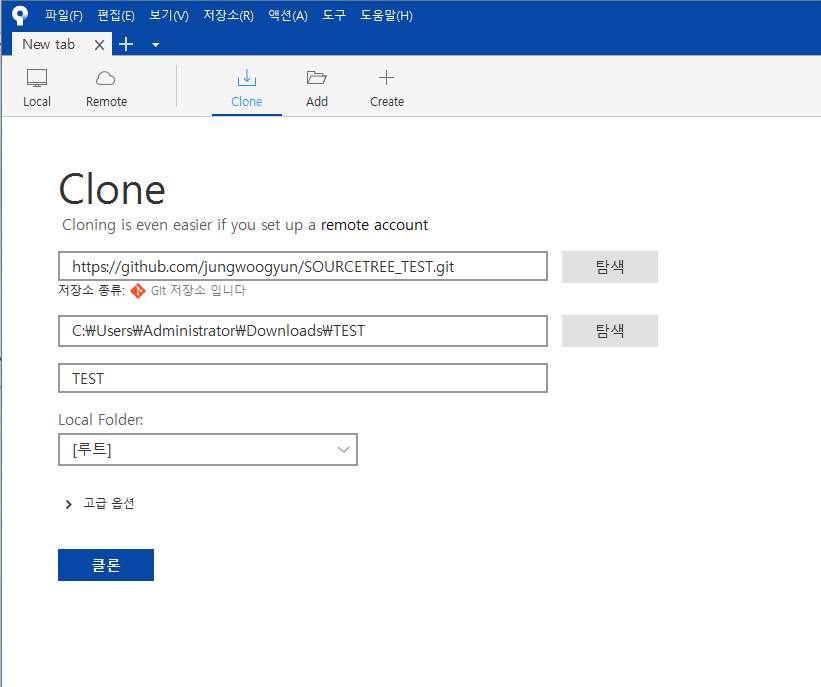 파일(F) 편집(E) 보기(V) 저장소(R) 액션(A) 도구 도움말(H)
New tab
Local Remote Clone Add Create
Clone
Cloning is even easier if you set up a remote account
https://github.com/jungwoogyun/SOURCETREE_TEST.git 탐색
저장소 종류: Git 저장소 입니다
C:₩Users₩Administrator₩Downloads₩TEST 탐색
TEST
Local Folder:
[루트]
고급 옵션
클론